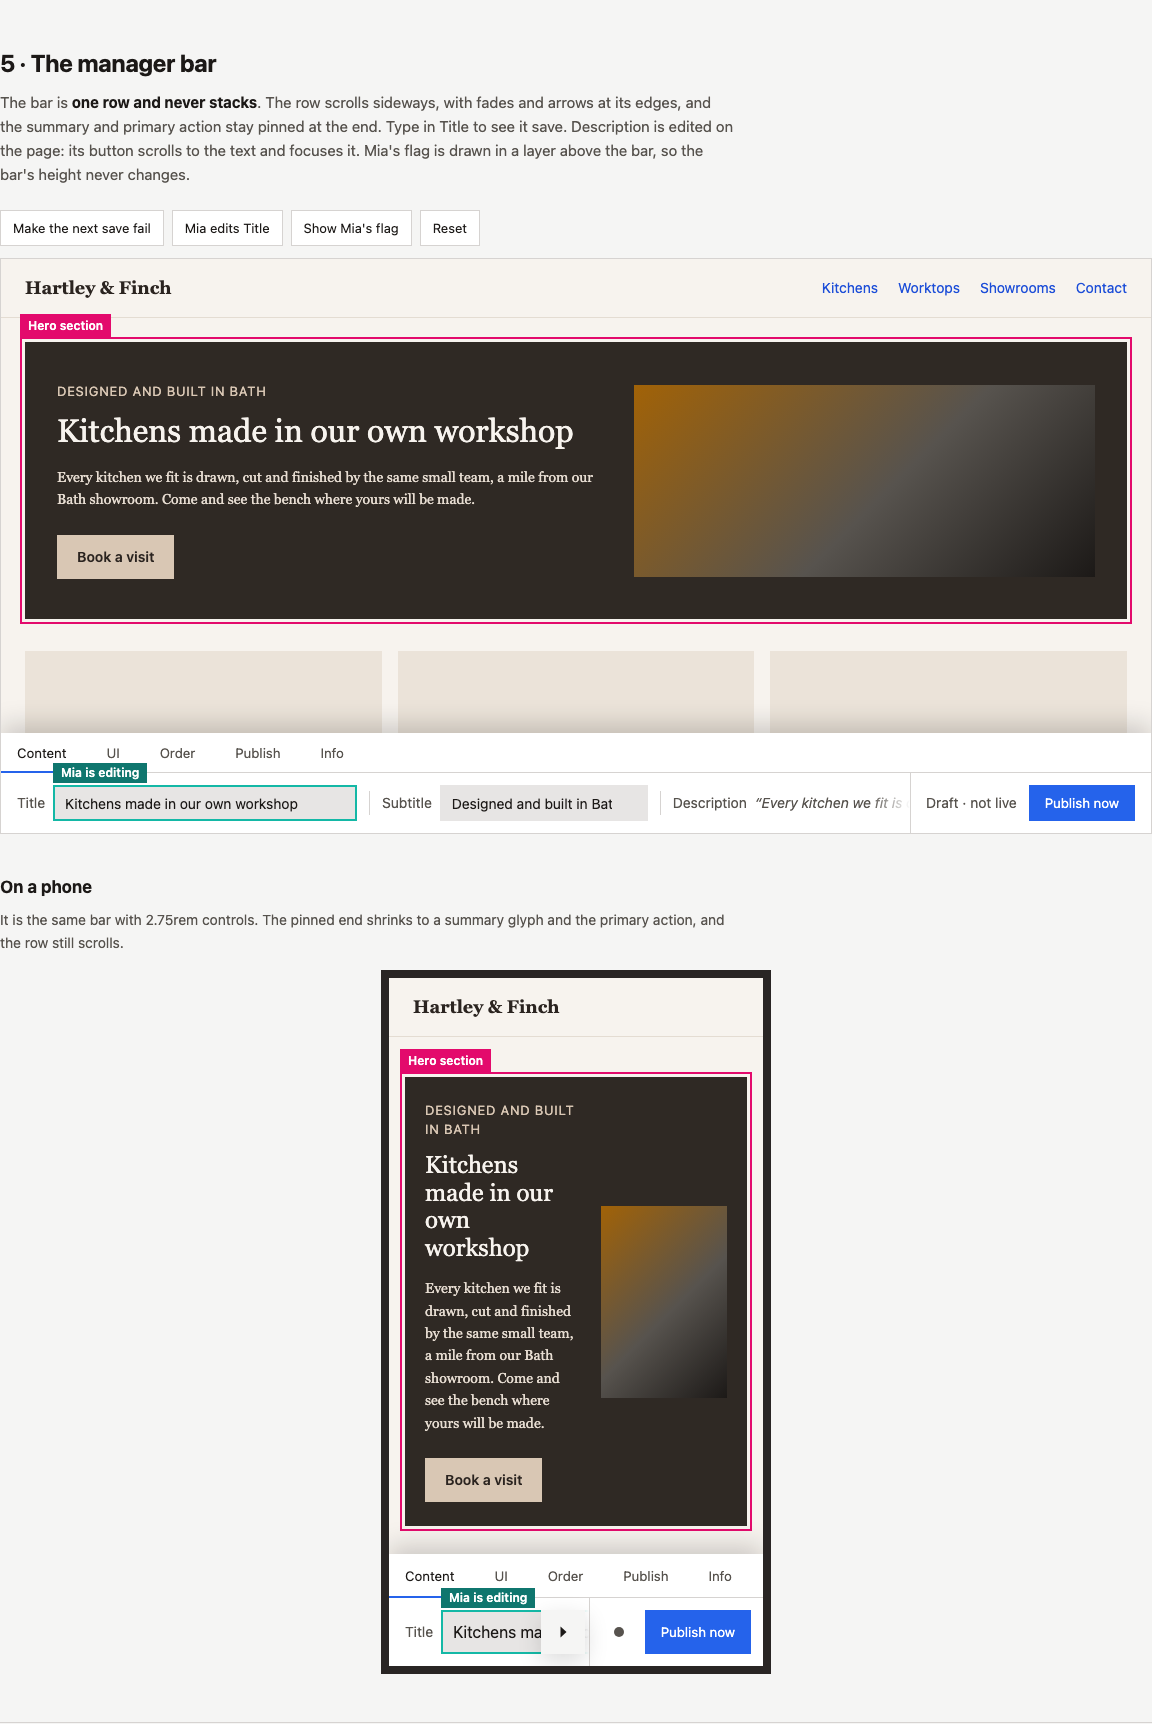 5 · The manager bar
The bar is one row and never stacks. The row scrolls sideways, with fades and arrows at its edges, and
the summary and primary action stay pinned at the end. Type in Title to see it save. Description is edited on
the page: its button scrolls to the text and focuses it. Mia's flag is drawn in a layer above the bar, so the
bar's height never changes.
Make the next save fail
Mia edits Title
Show Mia's flag
Reset
Hartley & Finch
Kitchens
Worktops
Showrooms
Contact
Hero section
DESIGNED AND BUILT IN BATH
Kitchens made in our own workshop
Every kitchen we fit is drawn, cut and finished by the same small team, a mile from our
Bath showroom. Come and see the bench where yours will be made.
Book a visit
Content
UI
Order
Publish
Info
Mia is editing
Title
Kitchens made in our own workshop
Subtitle
Designed and built in Bat
Description
“Every kitchen we fit is
Draft · not live
Publish now
On a phone
It is the same bar with 2.75rem controls. The pinned end shrinks to a summary glyph and the primary action, and
the row still scrolls.
Hartley & Finch
Hero section
DESIGNED AND BUILT
IN BATH
Kitchens
made in our
own
workshop
Every kitchen we fit is
drawn, cut and finished
by the same small team,
a mile from our Bath
showroom. Come and
see the bench where
yours will be made.
Book a visit
Content
UI
Order
Publish
Info
Mia is editing
Title
Kitchens ma
Publish now